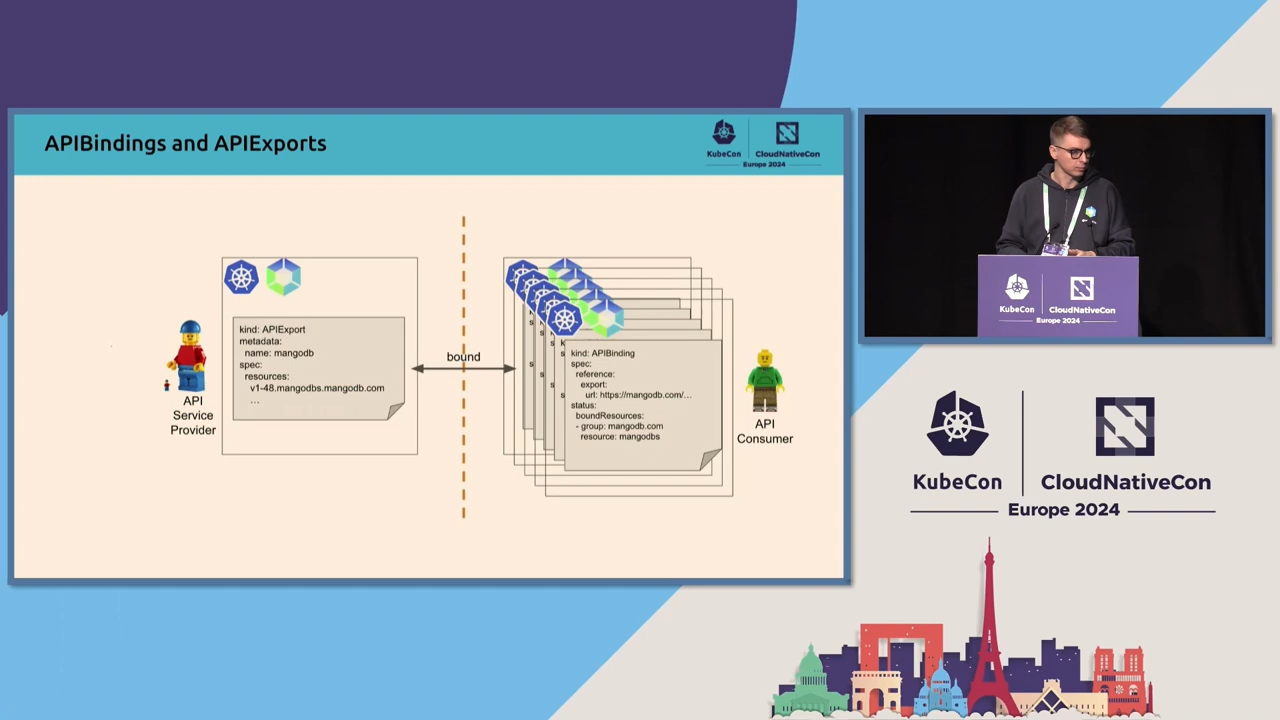 APIBindings and APIExports
KubeCon
CloudNativeCon
Europe 2024
kind: APIExport
metadata:
name: mangodb
spec:
resources:
v1-48.mangodbs.mangodb.com
…
API
Service
Provider
bound
kind: APIBinding
spec:
reference:
export:
url: https://mangodb.com/…
status:
boundResources:
- group: mangodb.com
resource: mangodbs
API
Consumer
KubeCon
CloudNativeCon
Europe 2024
KubeCon
CloudNativeCon
Europe 2024